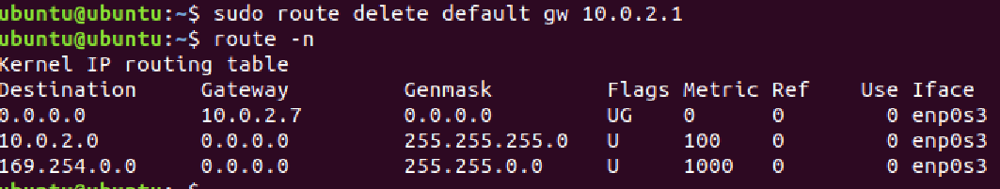 ubuntu@ubuntu:~$ sudo route delete default gw 10.0.2.1
ubuntu@ubuntu:~$ route -n
Kernel IP routing table
Destination     Gateway         Genmask         Flags Metric Ref    Use Iface
0.0.0.0         10.0.2.7        0.0.0.0         UG    0      0        0 enp0s3
10.0.2.0        0.0.0.0         255.255.255.0   U     100    0        0 enp0s3
169.254.0.0     0.0.0.0         255.255.0.0     U     1000   0        0 enp0s3
ubuntu@ubuntu:~$